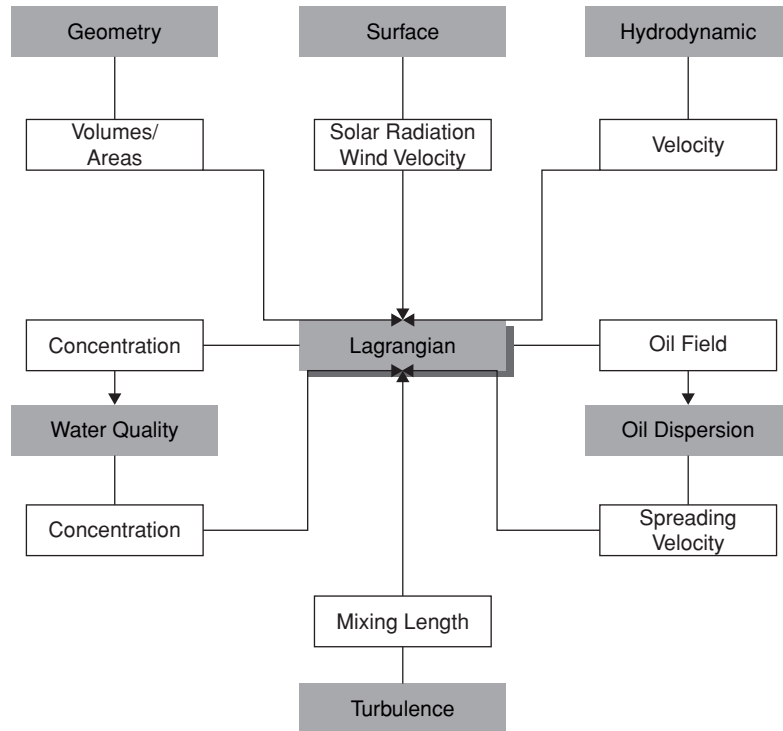 Geometry
Surface
Hydrodynamic
Volumes/
Areas
Solar Radiation
Wind Velocity
Velocity
Concentration
Lagrangian
Oil Field
Water Quality
Oil Dispersion
Concentration
Spreading
Velocity
Mixing Length
Turbulence